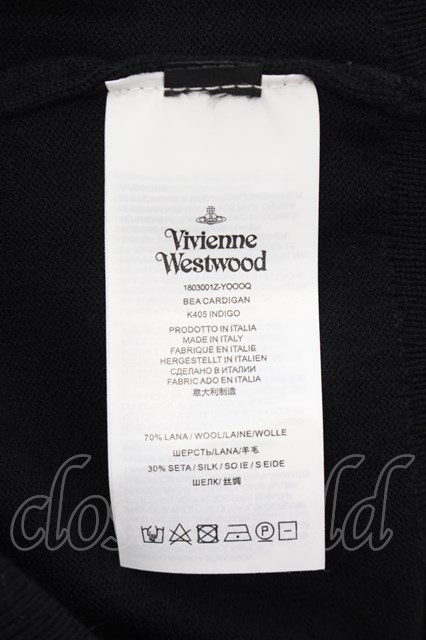 Vivienne
Westwood
1803001Z-YOOOQ
BEA CARDIGAN
K405 INDIGO
PRODOTTO IN ITALIA
MADE IN ITALY
FABRIQUE EN ITALIE
HERGESTELLT IN ITALIEN
СДЕЛАНО В ИТАЛИИ
FABRIC ADO EN ITALIA
意大利制造
70% LANA / WOOL/LAINE/WOLLE
ШЕРСТЬ/LANA/羊毛
30% SETA / SILK / SO IE / S EIDE
ШЕЛК/ 丝绸
P